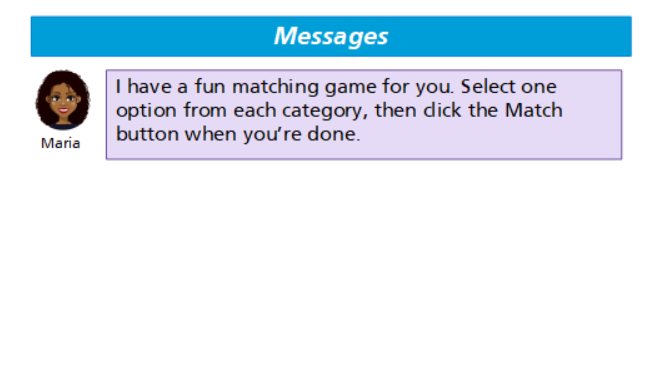 Messages
I have a fun matching game for you. Select one
option from each category, then click the Match
button when you’re done.
Maria